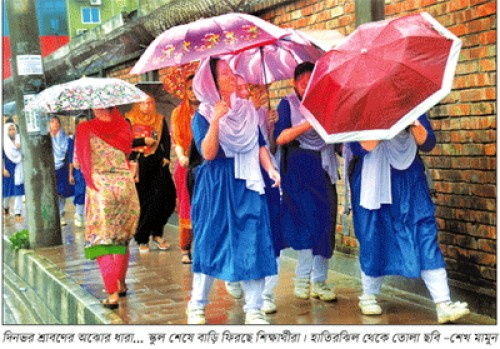 দিনভর শ্রাবণের অঝোর ধারা... স্কুল শেষে বাড়ি ফিরছে শিক্ষার্থীরা। হাতিরঝিল থেকে তোলা ছবি –শেখ মামুন